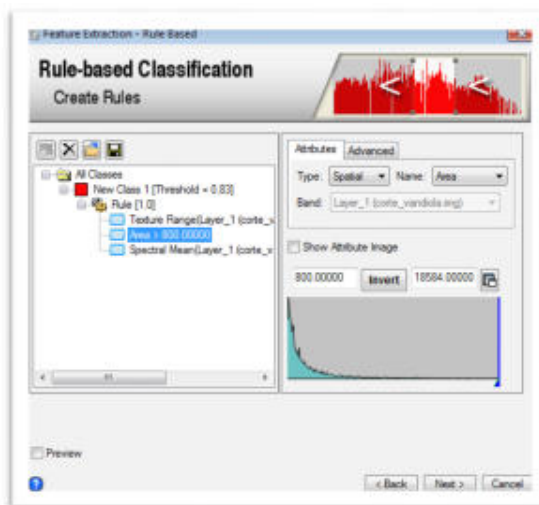 Feature Extraction - Rule Based
Rule-based Classification
Create Rules
All Classes
New Class 1 [Threshold = 0.83]
Rule [1.0]
Texture Range(Layer_1 (corte_v
Area > 800.00000
Spectral Mean(Layer_1 (corte_v
Attributes Advanced
Type: Spatial Name: Area
Band: Layer_1 (corte_vandiola.img)
Show Attribute Image
800.00000 Invert 18584.00000
Preview
< Back Next > Cancel